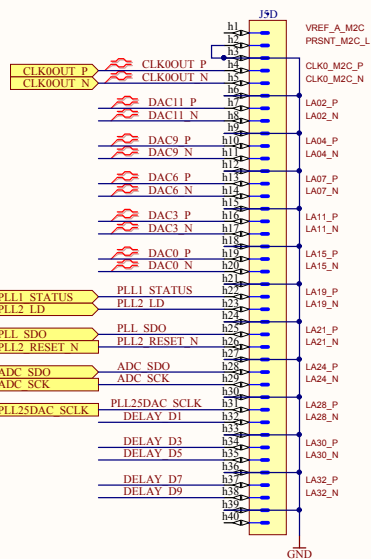 J5D
h1 VREF_A_M2C
h2 PRSNT_M2C_L
h3
CLK0OUT_P CLK0OUT_P h4 CLK0_M2C_P
CLK0OUT_N CLK0OUT_N h5 CLK0_M2C_N
h6
DAC11_P h7 LA02_P
DAC11_N h8 LA02_N
h9
DAC9_P h10 LA04_P
DAC9_N h11 LA04_N
h12
DAC6_P h13 LA07_P
DAC6_N h14 LA07_N
h15
DAC3_P h16 LA11_P
DAC3_N h17 LA11_N
h18
DAC0_P h19 LA15_P
DAC0_N h20 LA15_N
h21
PLL1_STATUS PLL1_STATUS h22 LA19_P
PLL2_LD PLL2_LD h23 LA19_N
h24
PLL_SDO PLL_SDO h25 LA21_P
PLL2_RESET_N PLL2_RESET_N h26 LA21_N
h27
ADC_SDO ADC_SDO h28 LA24_P
ADC_SCK ADC_SCK h29 LA24_N
h30
PLL25DAC_SCLK PLL25DAC_SCLK h31 LA28_P
DELAY_D1 h32 LA28_N
h33
DELAY_D3 h34 LA30_P
DELAY_D5 h35 LA30_N
h36
DELAY_D7 h37 LA32_P
DELAY_D9 h38 LA32_N
h39
h40
GND